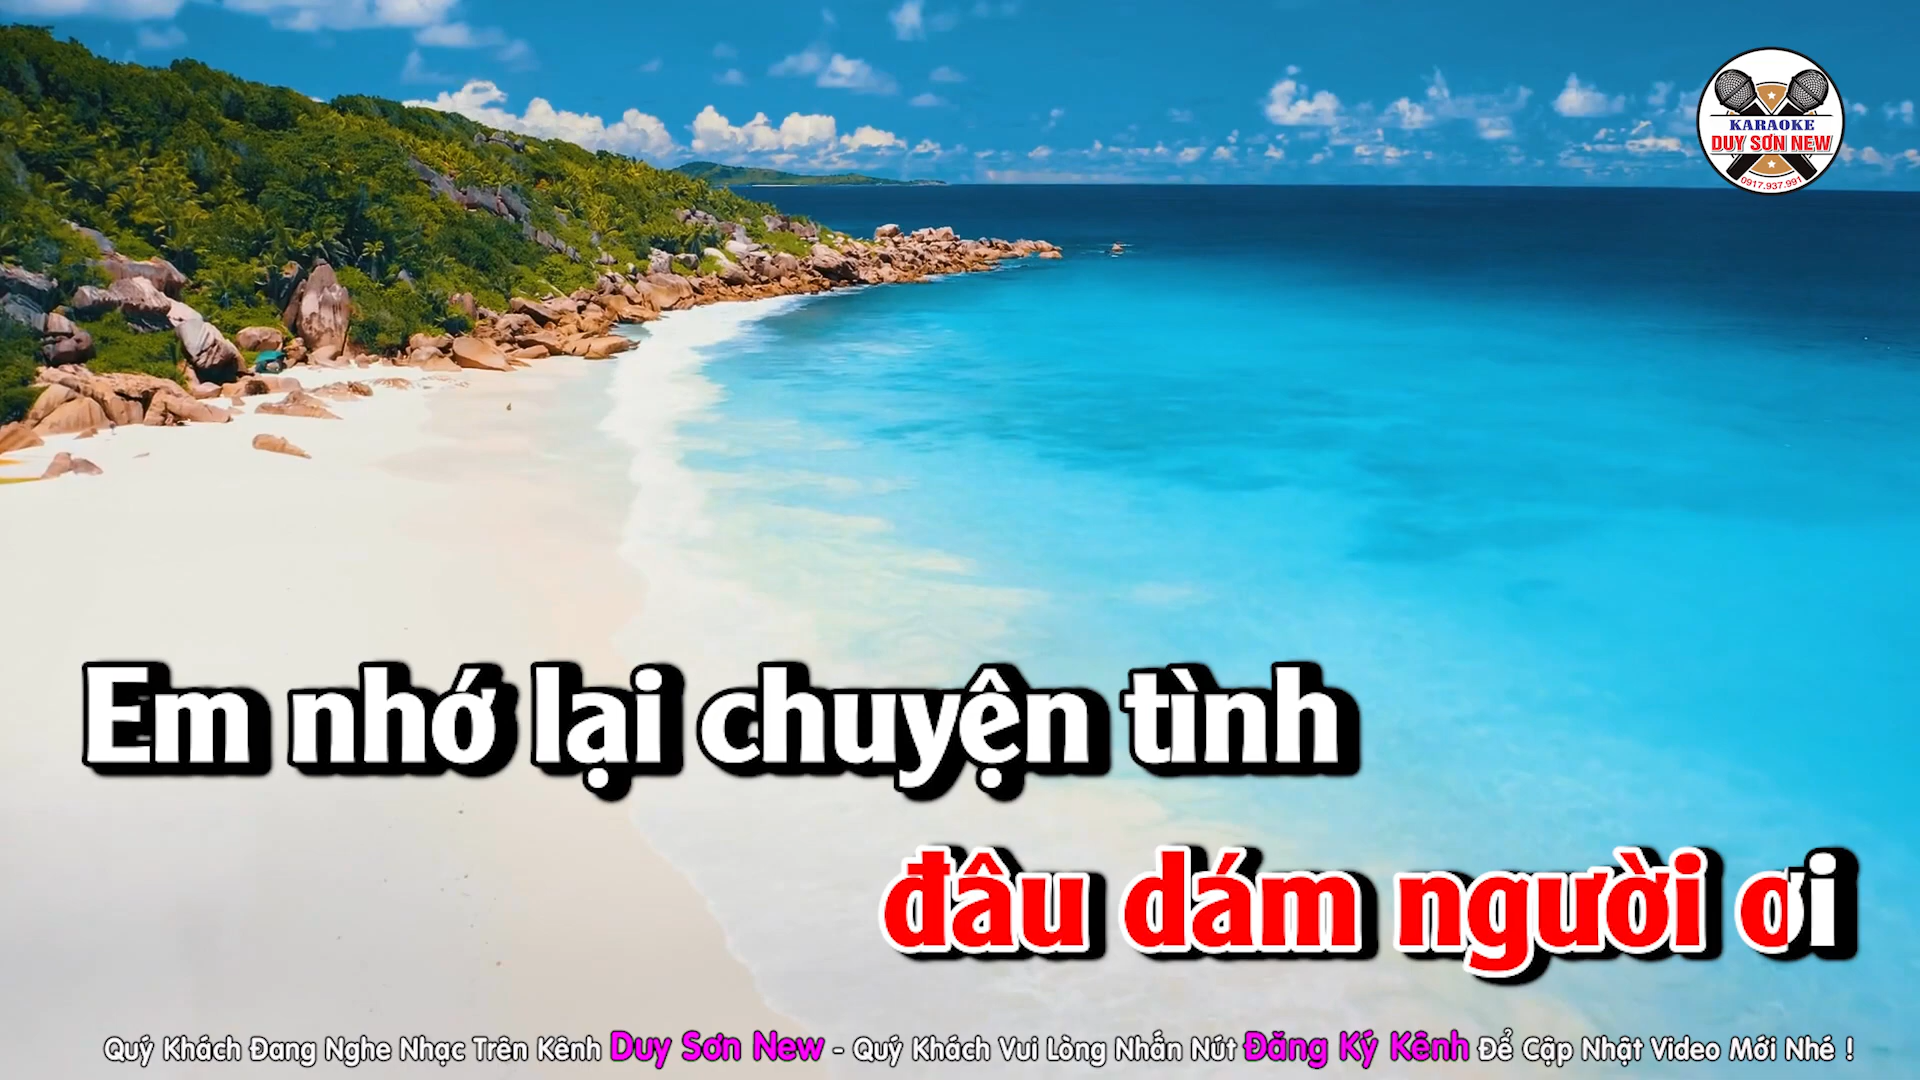 KARAOKE
DUY SƠN NEW
0917.937.991
Em nhớ lại chuyện tình
đâu dám người ơi
Quý Khách Đang Nghe Nhạc Trên Kênh Duy Sơn New - Quý Khách Vui Lòng Nhấn Nút Đăng Ký Kênh Để Cập Nhật Video Mới Nhé !